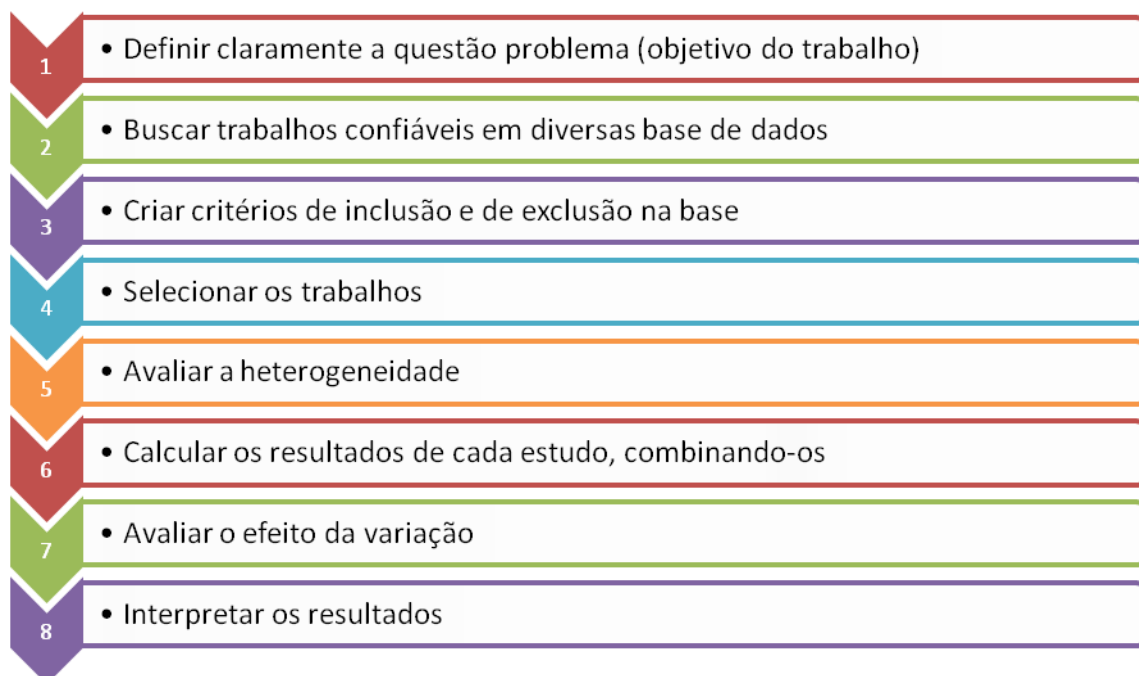 1 • Definir claramente a questão problema (objetivo do trabalho)
2 • Buscar trabalhos confiáveis em diversas base de dados
3 • Criar critérios de inclusão e de exclusão na base
4 • Selecionar os trabalhos
5 • Avaliar a heterogeneidade
6 • Calcular os resultados de cada estudo, combinando-os
7 • Avaliar o efeito da variação
8 • Interpretar os resultados